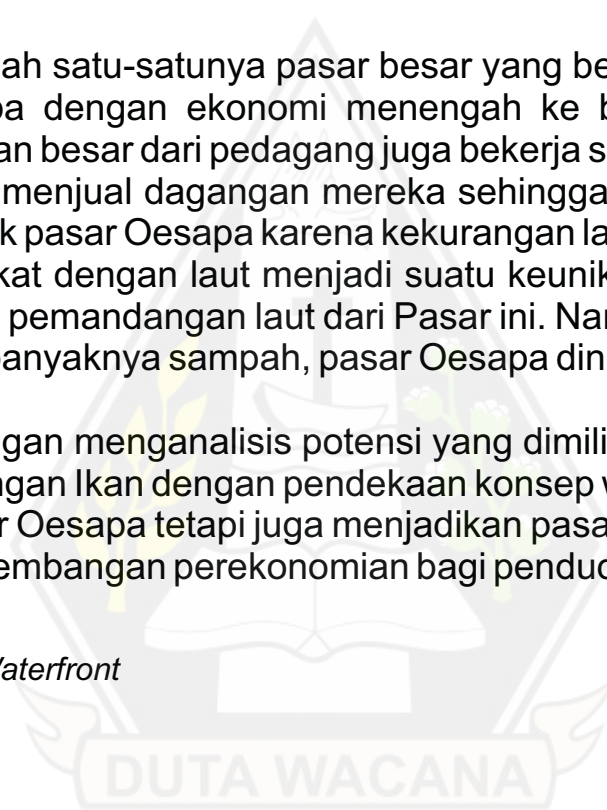 ah satu-satunya pasar besar yang be
pa dengan ekonomi menengah ke b
an besar dari pedagang juga bekerja s
menjual dagangan mereka sehingga
k pasar Oesapa karena kekurangan la
kat dengan laut menjadi suatu keunik
pemandangan laut dari Pasar ini. Nar
banyaknya sampah, pasar Oesapa din
gan menganalisis potensi yang dimili
ngan Ikan dengan pendekaan konsep v
r Oesapa tetapi juga menjadikan pasa
embangan perekonomian bagi penduc
Waterfront
DUTA WACANA